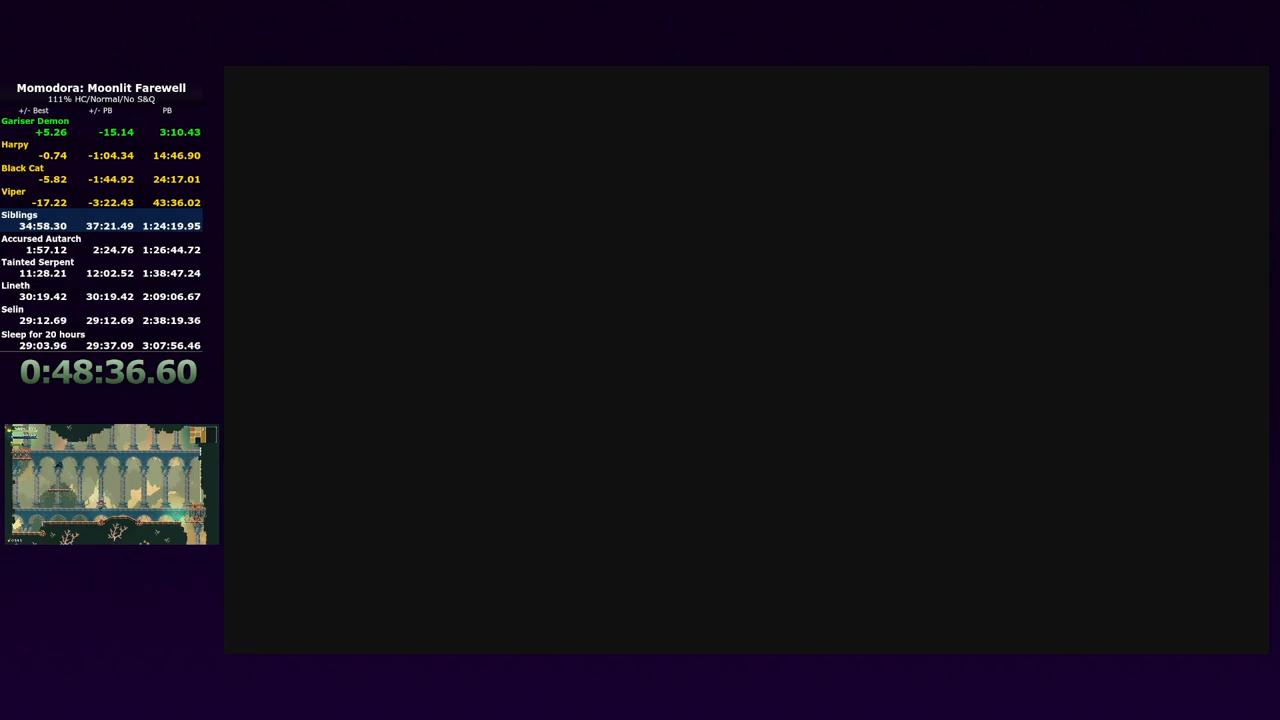 Momodora: Moonlit Farewell
111% HC/Normal/No S&Q
+/- Best +/- PB PB
Gariser Demon
+5.26 -15.14 3:10.43
Harpy
-0.74 -1:04.34 14:46.90
Black Cat
-5.82 -1:44.92 24:17.01
Viper
-17.22 -3:22.43 43:36.02
Siblings
34:58.30 37:21.49 1:24:19.95
Accursed Autarch
1:57.12 2:24.76 1:26:44.72
Tainted Serpent
11:28.21 12:02.52 1:38:47.24
Lineth
30:19.42 30:19.42 2:09:06.67
Selin
29:12.69 29:12.69 2:38:19.36
Sleep for 20 hours
29:03.96 29:37.09 3:07:56.46
0:48:36.60